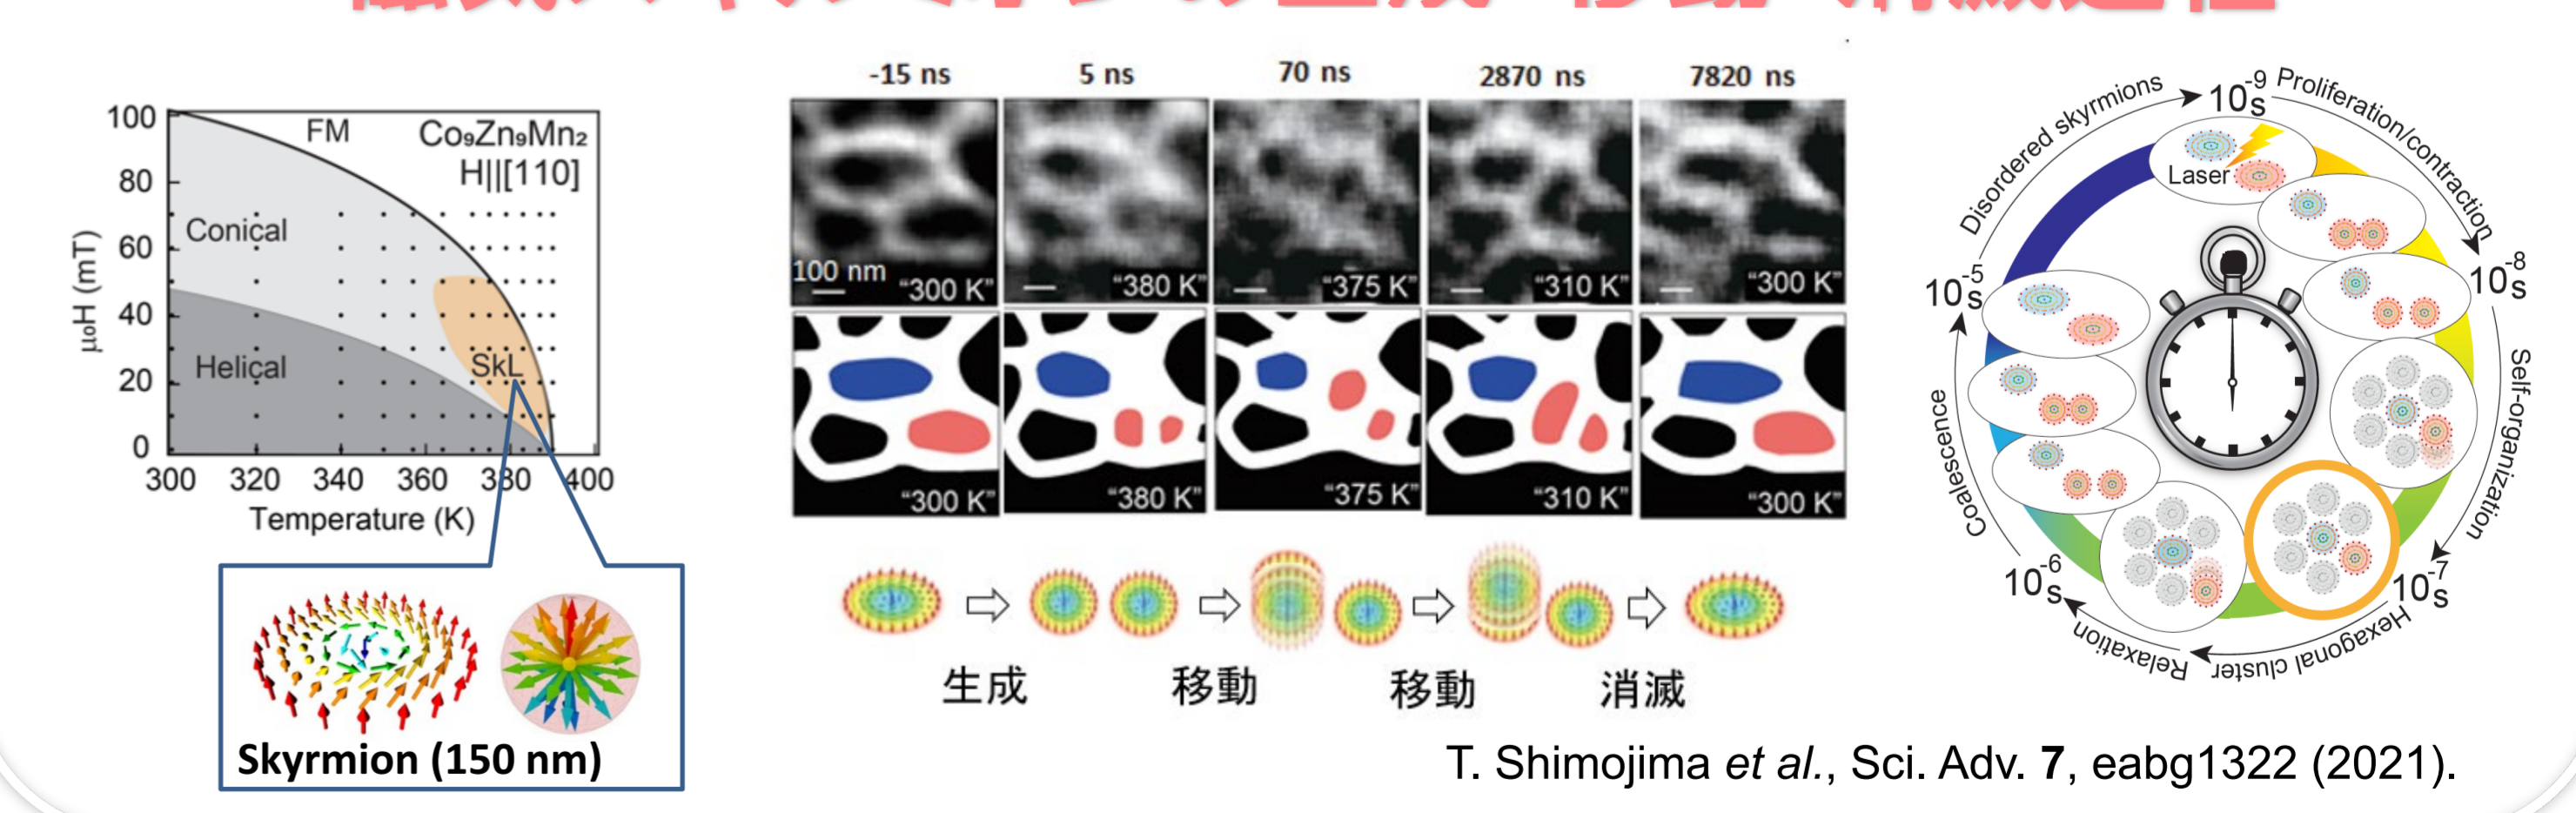 100
80
60
40
20
0
μ₀H (mT)
FM
Co₉Zn₉Mn₂
H||[110]
Conical
Helical
SkL
300 320 340 360 380 400
Temperature (K)
Skyrmion (150 nm)
-15 ns 5 ns 70 ns 2870 ns 7820 ns
100 nm
“300 K” “380 K” “375 K” “310 K” “300 K”
“300 K” “380 K” “375 K” “310 K” “300 K”
生成 移動 移動 消滅
Disordered skyrmions
10⁻⁹s
Proliferation/contraction
Laser
10⁻⁸s
Self-organization
10⁻⁷s
Hexagonal cluster
Relaxation
10⁻⁶s
Coalescence
10⁻⁵s
T. Shimojima et al., Sci. Adv. 7, eabg1322 (2021).